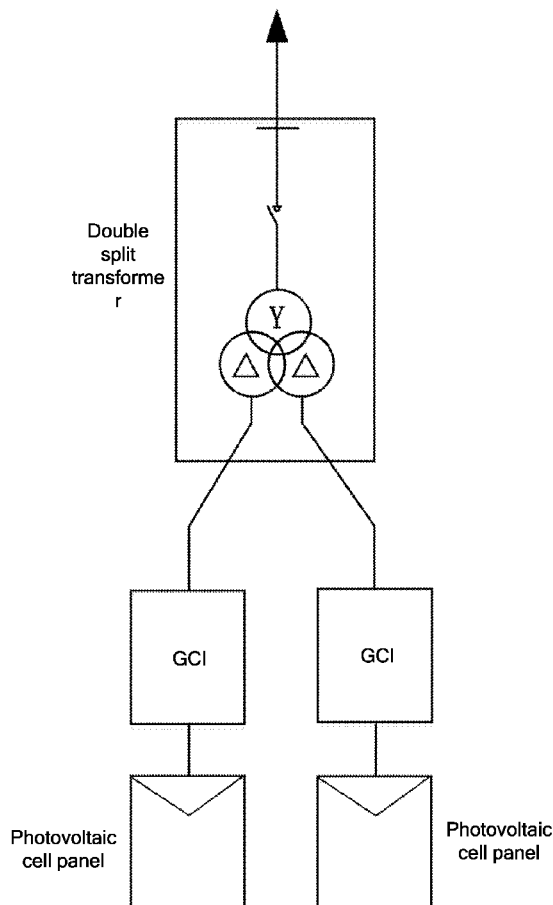 Double
split
transforme
r
Y
Δ Δ
GCI
GCI
Photovoltaic
cell panel
Photovoltaic
cell panel